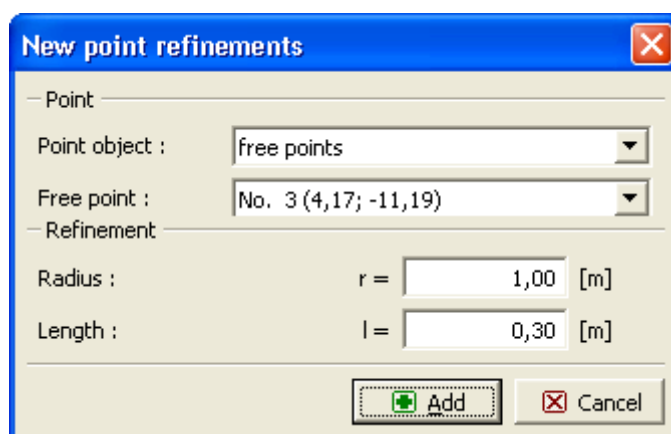 New point refinements
Point
Point object : free points
Free point : No. 3 (4,17; -11,19)
Refinement
Radius : r = 1,00 [m]
Length : l = 0,30 [m]
Add Cancel